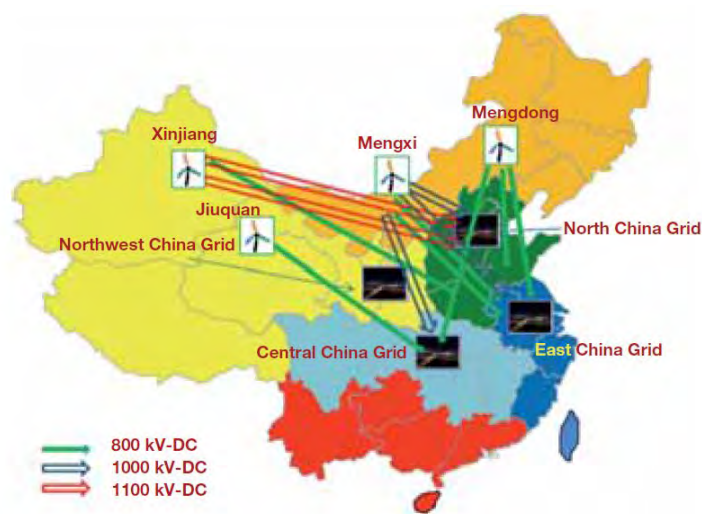 Mengdong
Xinjiang
Mengxi
Jiuquan
North China Grid
Northwest China Grid
Central China Grid
East China Grid
800 kV-DC
1000 kV-DC
1100 kV-DC